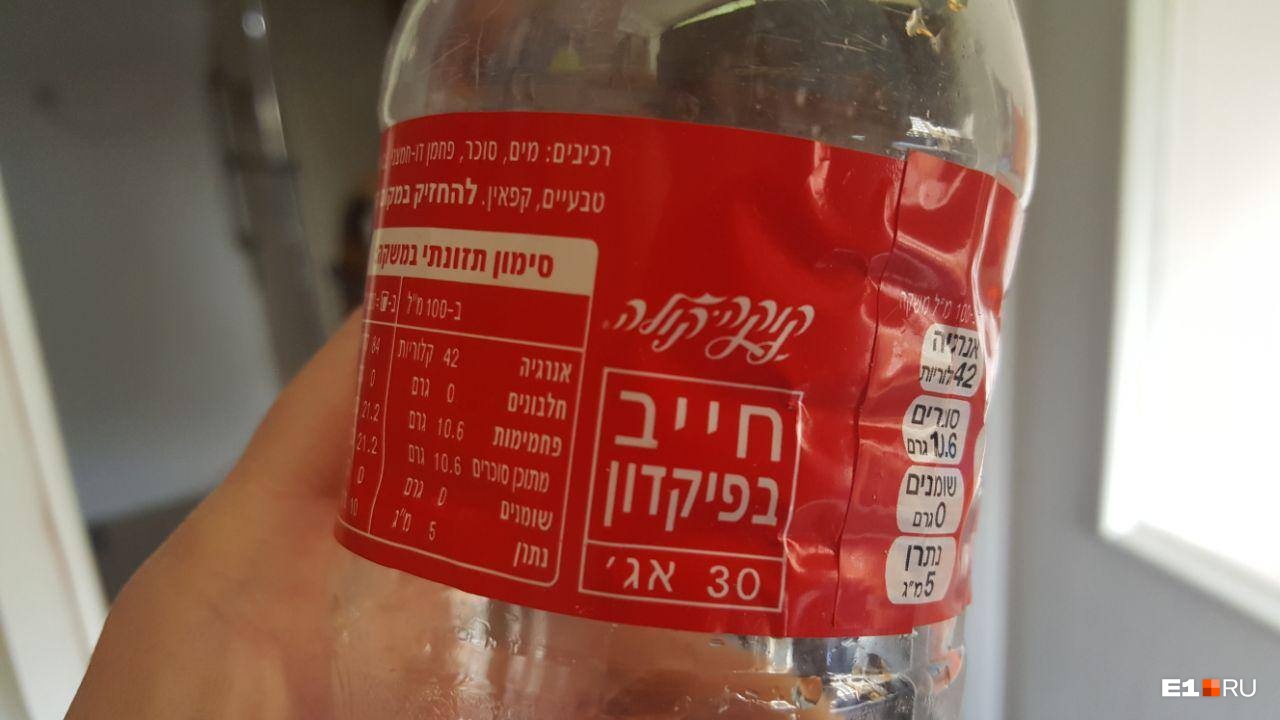 רכיבים: מים, סוכר, פחמן דו-חמצני
טבעיים, קפאין. להחזיק במקום
סימון תזונתי במשקה
ב-100 מ"ל
אנרגיה 42 קלוריות 84
חלבונים 0 גרם 0
פחמימות 10.6 גרם 21.2
מתוכן סוכרים 10.6 גרם 21.2
שומנים 0 גרם 0
נתרן 5 מ"ג 10
קוקה-קולה
חייב
בפיקדון
30 אג'
ב-100 מ"ל משקה
אנרגיה
42 קלוריות
סוכרים
10.6 גרם
שומנים
0 גרם
נתרן
5 מ"ג
E1.RU